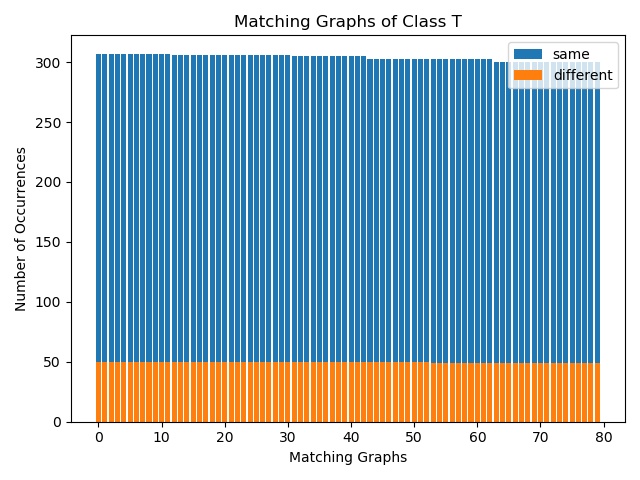 Matching Graphs of Class T
same
different
Number of Occurrences
300
250
200
150
100
50
0
0 10 20 30 40 50 60 70 80
Matching Graphs